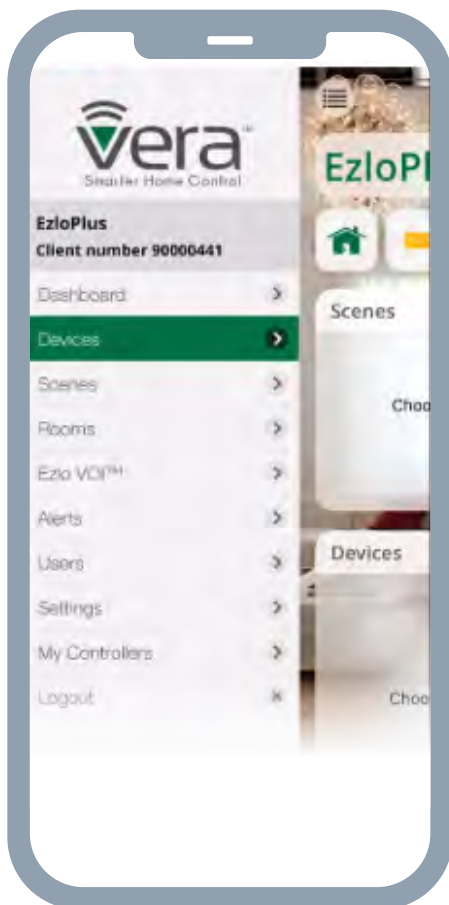 vera™
Smarter Home Control
EzloPlus
Client number 90000441
Dashboard
Devices
Scenes
Rooms
Ezlo VOI™
Alerts
Users
Settings
My Controllers
Logout
EzloPl
Scenes
Choo
Devices
Choo